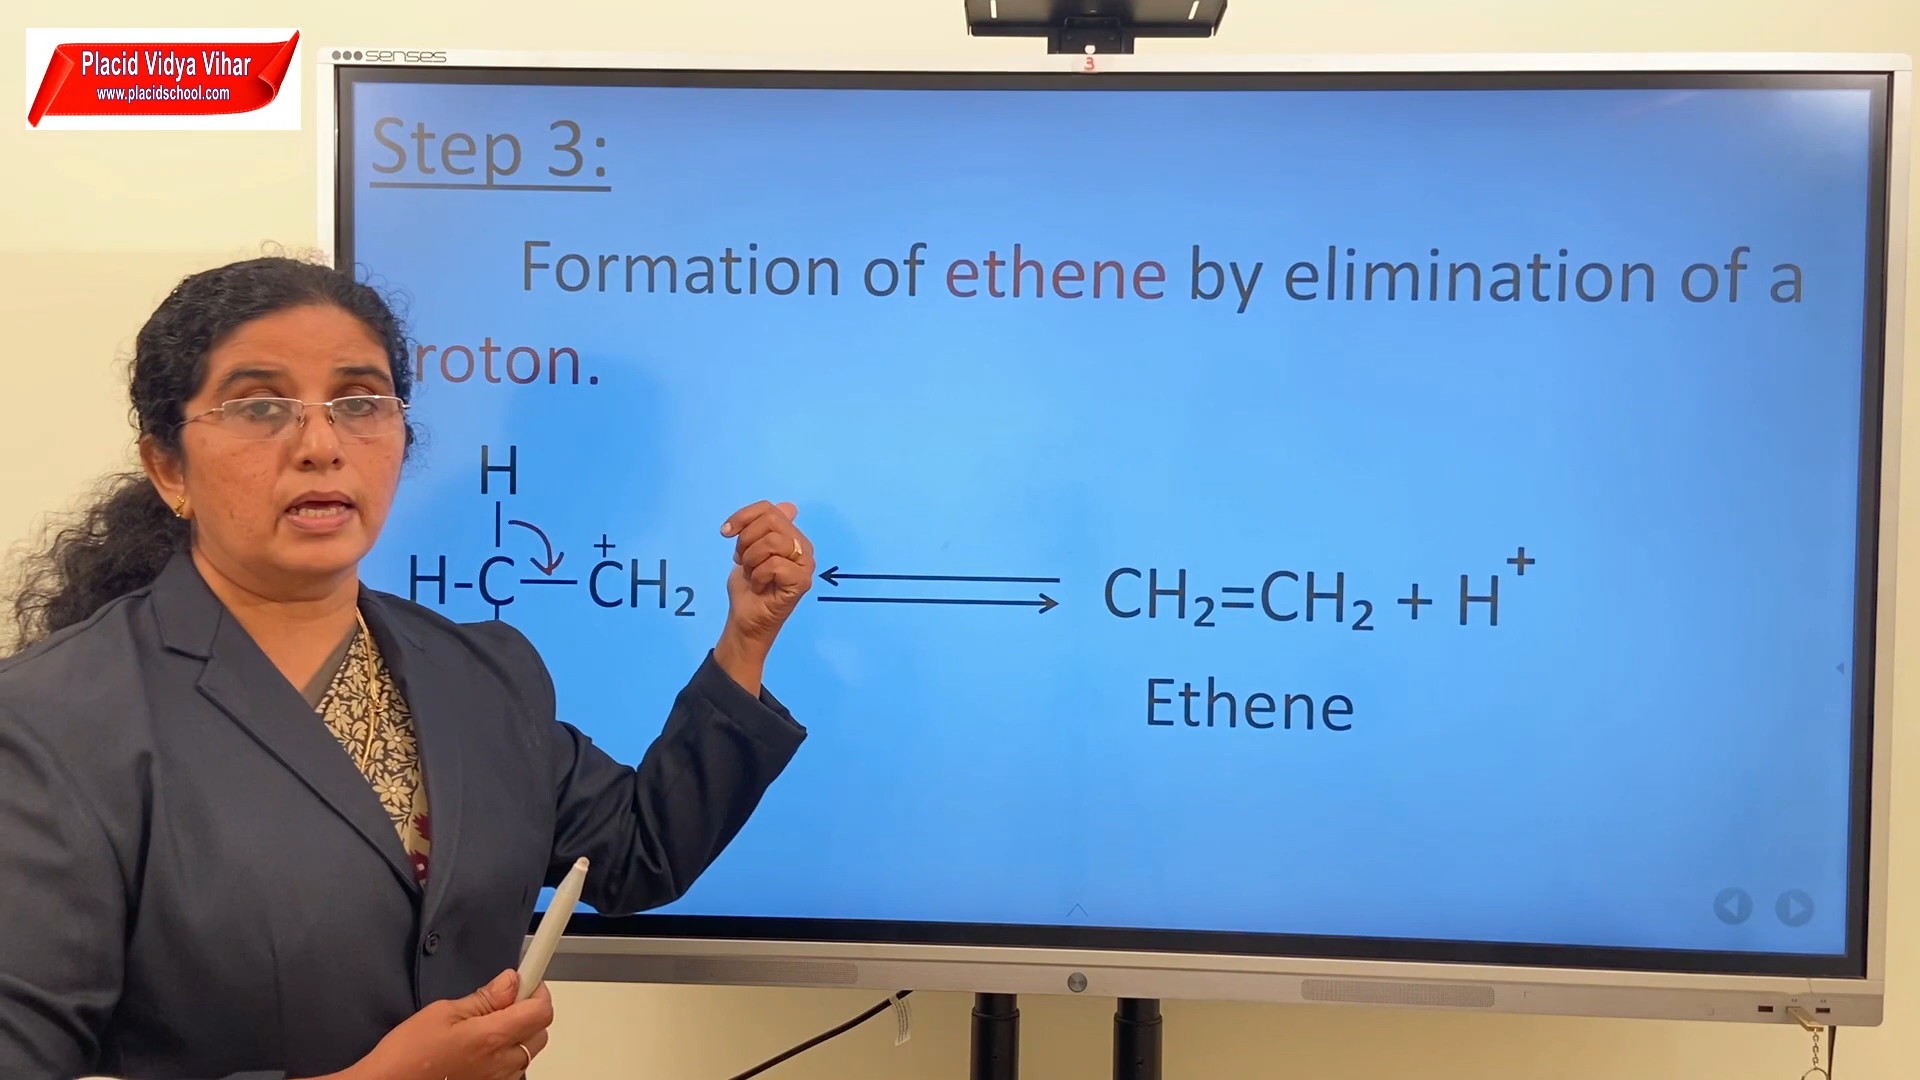 Placid Vidya Vihar
www.placidschool.com
senses
3
Step 3:
Formation of ethene by elimination of a
roton.
H
H-C—CH₂ ⇌ CH₂=CH₂ + H⁺
+
Ethene